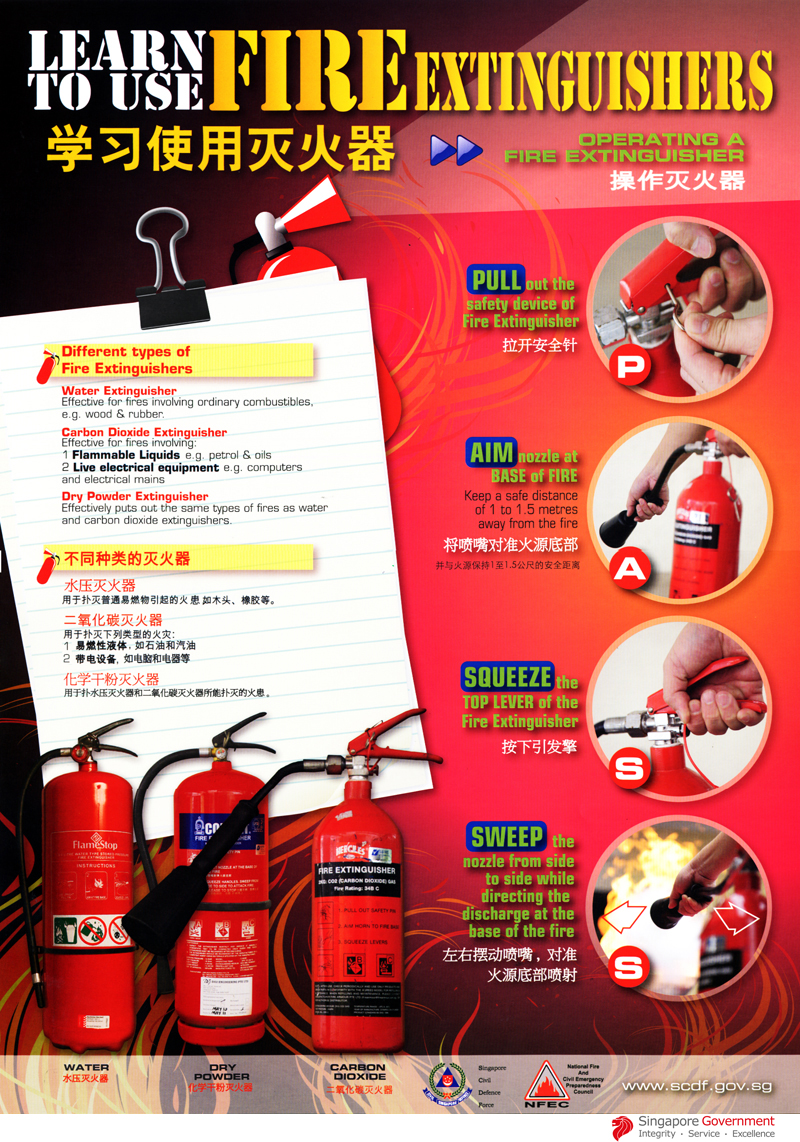 LEARN
TO USE
FIRE EXTINGUISHERS
学习使用灭火器
OPERATING A
FIRE EXTINGUISHER
操作灭火器
Different types of
Fire Extinguishers
Water Extinguisher
Effective for fires involving ordinary combustibles,
e.g. wood & rubber.
Carbon Dioxide Extinguisher
Effective for fires involving:
1 Flammable Liquids e.g. petrol & oils
2 Live electrical equipment e.g. computers
and electrical mains
Dry Powder Extinguisher
Effectively puts out the same types of fires as water
and carbon dioxide extinguishers.
不同种类的灭火器
水压灭火器
用于扑灭普通易燃物引起的火患 如木头、橡胶等。
二氧化碳灭火器
用于扑灭下列类型的火灾:
1 易燃性液体, 如石油和汽油
2 带电设备, 如电脑和电器等
化学干粉灭火器
用于扑水压灭火器和二氧化碳灭火器所能扑灭的火患。
PULL out the
safety device of
Fire Extinguisher
拉开安全针
P
AIM nozzle at
BASE of FIRE
Keep a safe distance
of 1 to 1.5 metres
away from the fire
将喷嘴对准火源底部
并与火源保持1至1.5公尺的安全距离
A
SQUEEZE the
TOP LEVER of the
Fire Extinguisher
按下引发擎
S
SWEEP the
nozzle from side
to side while
directing the
discharge at the
base of the fire
左右摆动喷嘴，对准
火源底部喷射
S
FlameStop
INSTRUCTIONS
HERCULES
FIRE EXTINGUISHER
2KG CO2 (CARBON DIOXIDE) GAS
Fire Rating: 34B C
1. PULL OUT SAFETY PIN
2. AIM HORN TO FIRE BASE
3. SQUEEZE LEVERS
WATER
水压灭火器
DRY
POWDER
化学干粉灭火器
CARBON
DIOXIDE
二氧化碳灭火器
Singapore
Civil
Defence
Force
NFEC
National Fire
And
Civil Emergency
Preparedness
Council
www.scdf.gov.sg
Singapore Government
Integrity · Service · Excellence